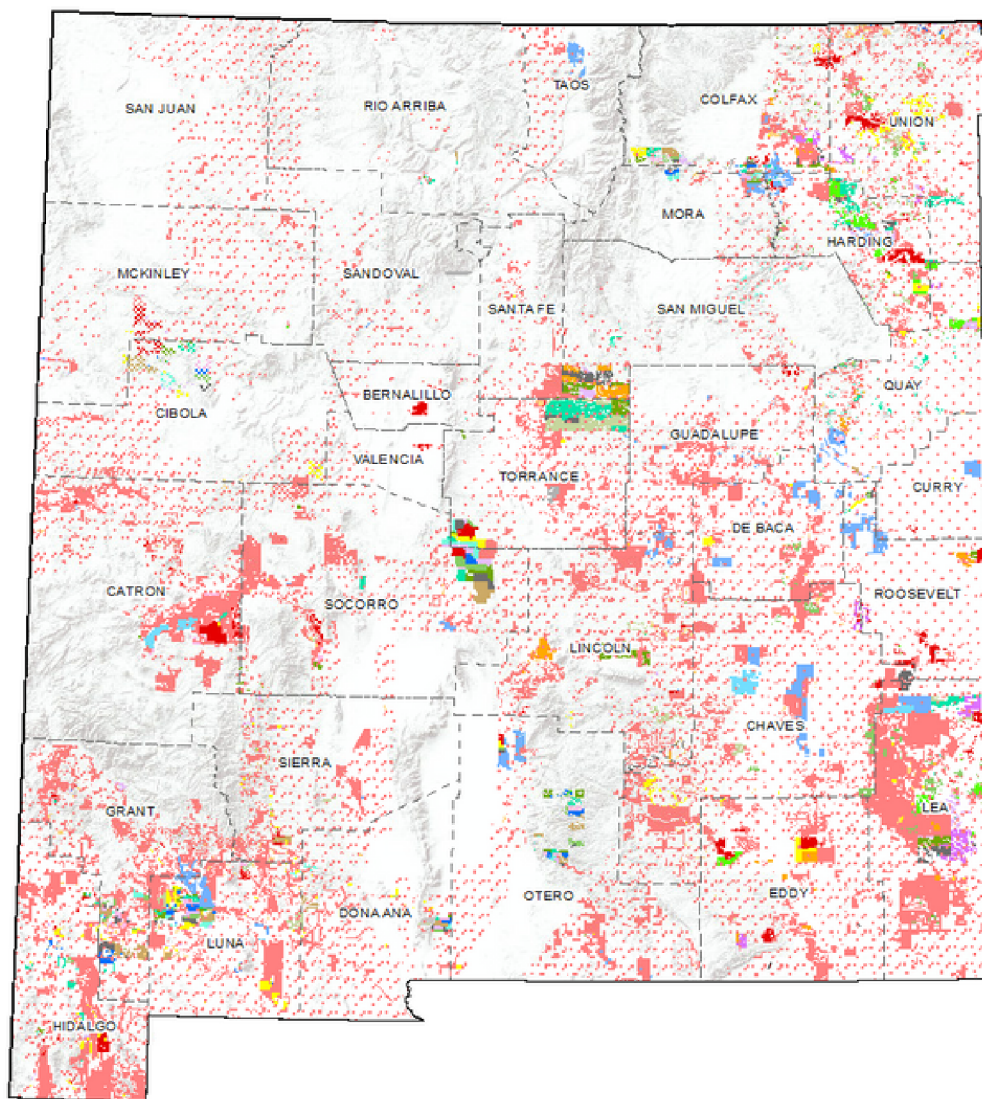 SAN JUAN
RIO ARRIBA
TAOS
COLFAX
UNION
MORA
HARDING
MCKINLEY
SANDOVAL
SANTA FE
SAN MIGUEL
BERNALILLO
QUAY
CIBOLA
GUADALUPE
VALENCIA
TORRANCE
CURRY
DE BACA
CATRON
SOCORRO
ROOSEVELT
LINCOLN
CHAVES
SIERRA
GRANT
LEA
OTERO
EDDY
DONA ANA
LUNA
HIDALGO